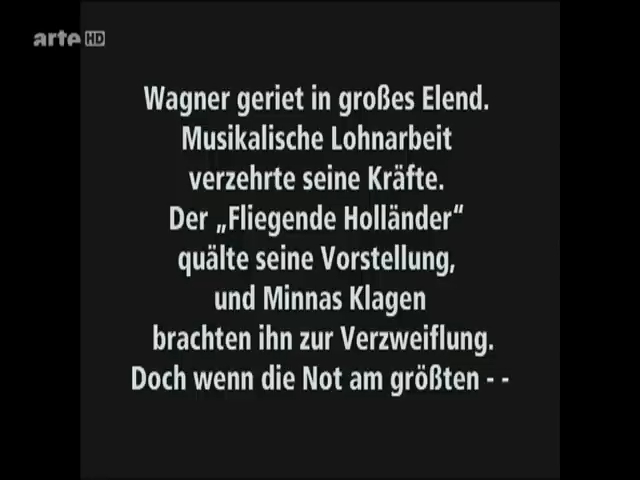 arte HD
Wagner geriet in großes Elend.
Musikalische Lohnarbeit
verzehrte seine Kräfte.
Der „Fliegende Holländer“
quälte seine Vorstellung,
und Minnas Klagen
brachten ihn zur Verzweiflung.
Doch wenn die Not am größten - -